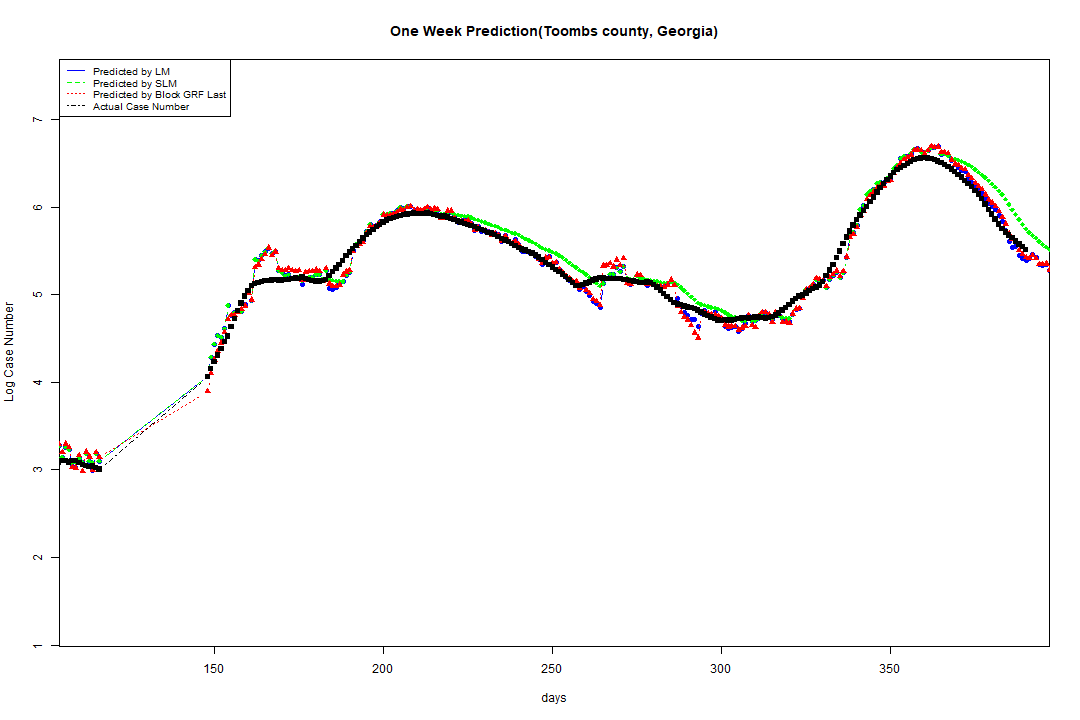 One Week Prediction(Toombs county, Georgia)
Predicted by LM
Predicted by SLM
Predicted by Block GRF Last
Actual Case Number
7
6
5
4
3
2
1
Log Case Number
150 200 250 300 350
days